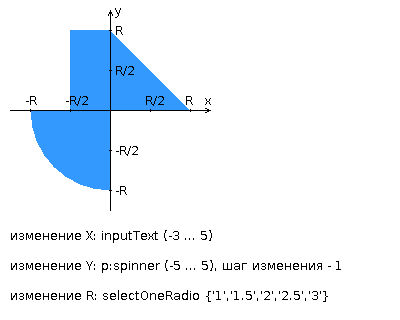 y
R
R/2
-R
-R/2
R/2
R
x
-R/2
-R
изменение X: inputText (-3 ... 5)
изменение Y: p:spinner (-5 ... 5), шаг изменения - 1
изменение R: selectOneRadio {'1','1.5','2','2.5','3'}